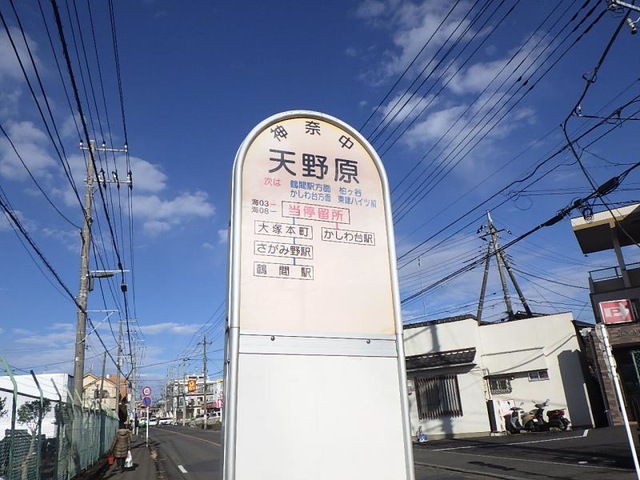 神奈中
天野原
次は 鶴間駅方面 柏ヶ谷
かしわ台方面 東建ハイツ前
海03 当停留所
海08
大塚本町 かしわ台駅
さがみ野駅
鶴間駅